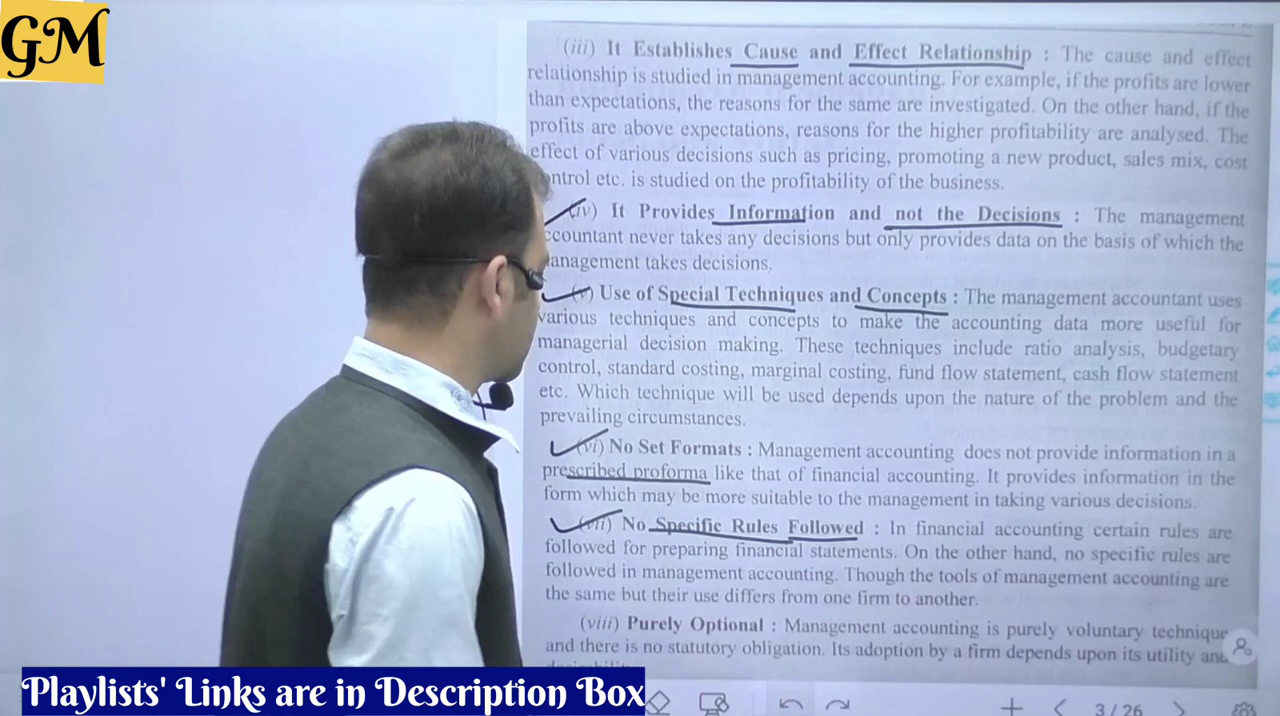 GM
(iii) It Establishes Cause and Effect Relationship : The cause and effect
relationship is studied in management accounting. For example, if the profits are lower
than expectations, the reasons for the same are investigated. On the other hand, if the
profits are above expectations, reasons for the higher profitability are analysed. The
effect of various decisions such as pricing, promoting a new product, sales mix, cost
ntrol etc. is studied on the profitability of the business.
(iv) It Provides Information and not the Decisions : The management
ccountant never takes any decisions but only provides data on the basis of which the
anagement takes decisions.
(v) Use of Special Techniques and Concepts : The management accountant uses
various techniques and concepts to make the accounting data more useful for
managerial decision making. These techniques include ratio analysis, budgetary
control, standard costing, marginal costing, fund flow statement, cash flow statement
etc. Which technique will be used depends upon the nature of the problem and the
prevailing circumstances.
(vi) No Set Formats : Management accounting does not provide information in a
prescribed proforma like that of financial accounting. It provides information in the
form which may be more suitable to the management in taking various decisions.
(vii) No Specific Rules Followed : In financial accounting certain rules are
followed for preparing financial statements. On the other hand, no specific rules are
followed in management accounting. Though the tools of management accounting are
the same but their use differs from one firm to another.
(viii) Purely Optional : Management accounting is purely voluntary technique
and there is no statutory obligation. Its adoption by a firm depends upon its utility and
Playlists' Links are in Description Box
3 / 26